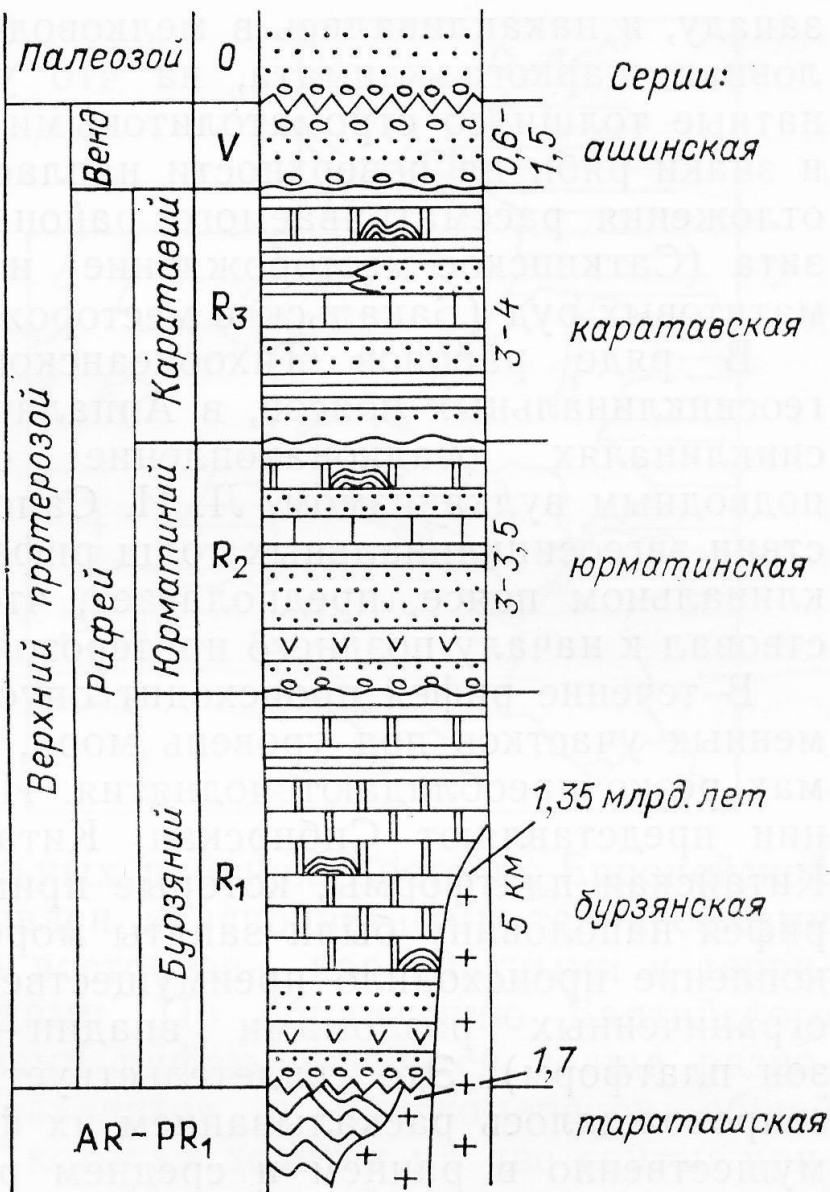 Палеозой O
Серии:
Верхний протерозой
Венд V 0,6-1,5 ашинская
Рифей
Каратавий R3 3-4 каратавская
Юрматиний R2 3-3,5 юрматинская
Бурзяний R1 5 км бурзянская
1,35 млрд. лет
1,7
AR-PR1 тараташская